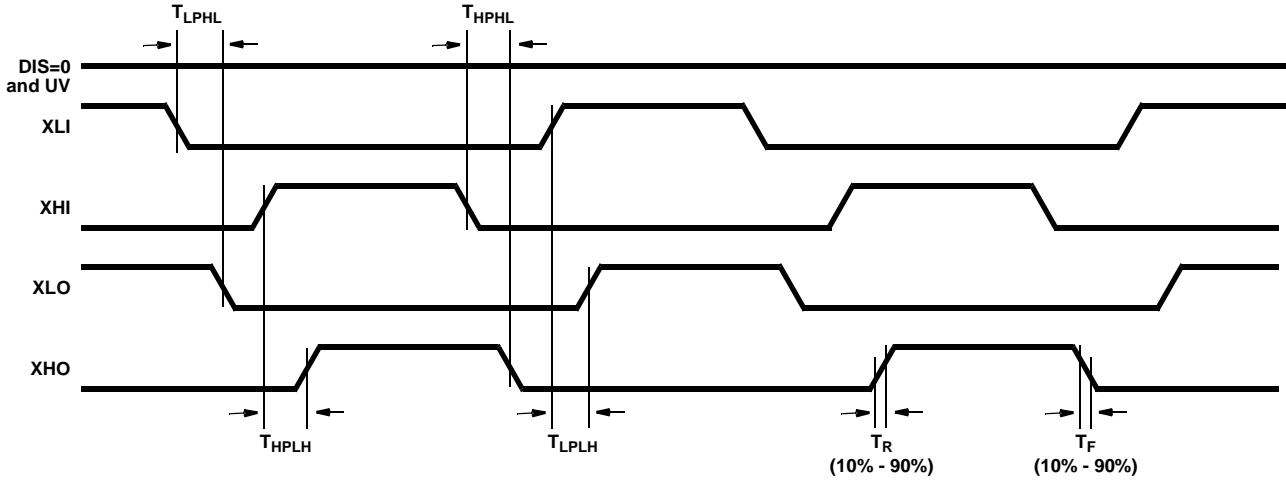 TLPHL
THPHL
DIS=0
and UV
XLI
XHI
XLO
XHO
THPLH
TLPLH
TR
(10% - 90%)
TF
(10% - 90%)